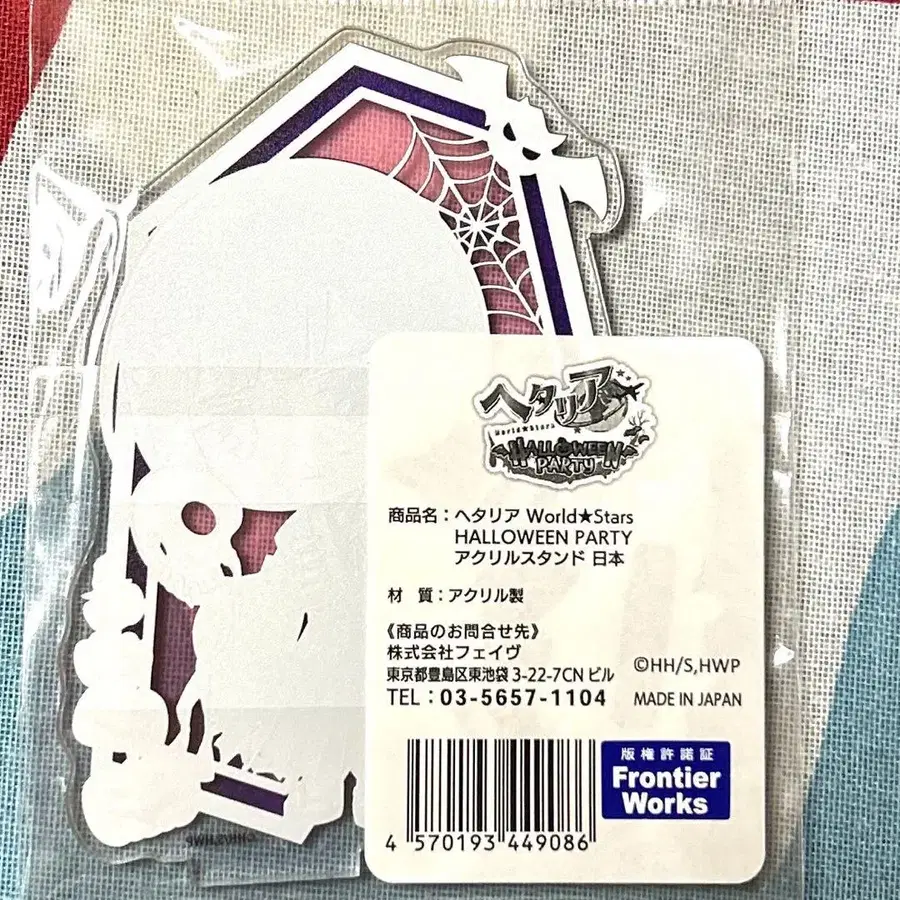 ヘタリア
World★Stars
HALLOWEEN
PARTY
商品名：ヘタリア World★Stars
HALLOWEEN PARTY
アクリルスタンド 日本
材 質：アクリル製
《商品のお問合せ先》
株式会社フェイヴ
東京都豊島区東池袋 3-22-7CN ビル
TEL：03-5657-1104
©HH/S,HWP
MADE IN JAPAN
版権許諾証
Frontier
Works
4 570193 449086